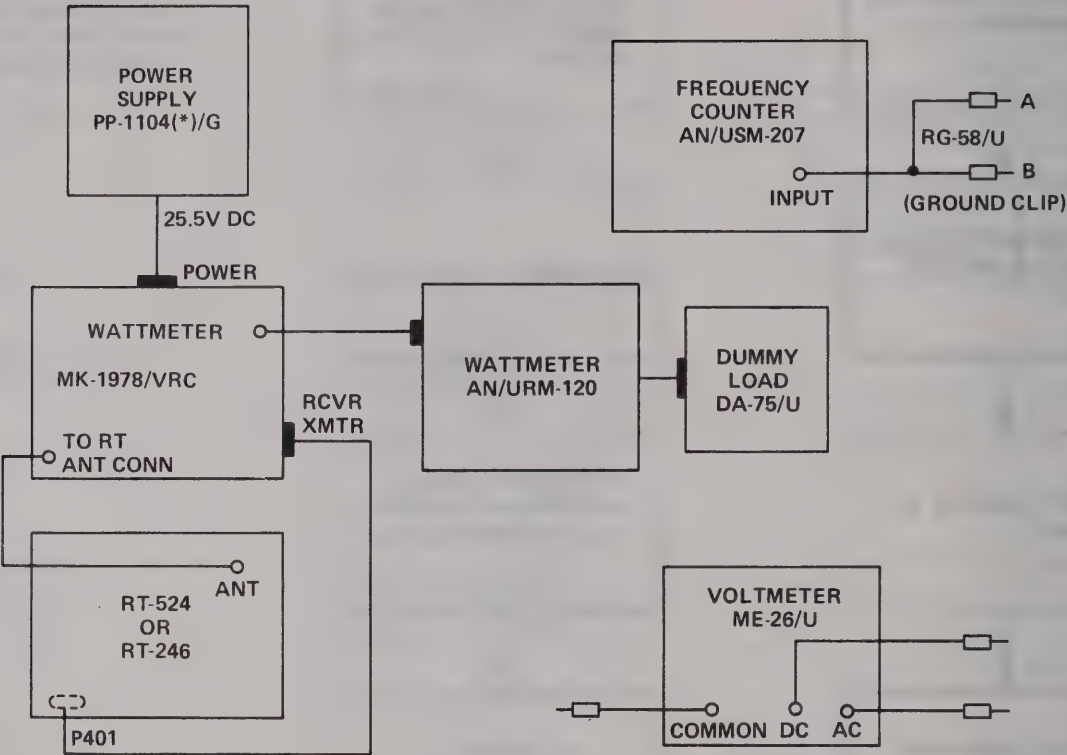 POWER
SUPPLY
PP-1104(*)/G
25.5V DC
POWER
WATTMETER
MK-1978/VRC
TO RT
ANT CONN
RCVR
XMTR
WATTMETER
AN/URM-120
DUMMY
LOAD
DA-75/U
FREQUENCY
COUNTER
AN/USM-207
INPUT
A
RG-58/U
B
(GROUND CLIP)
ANT
RT-524
OR
RT-246
P401
VOLTMETER
ME-26/U
COMMON DC AC